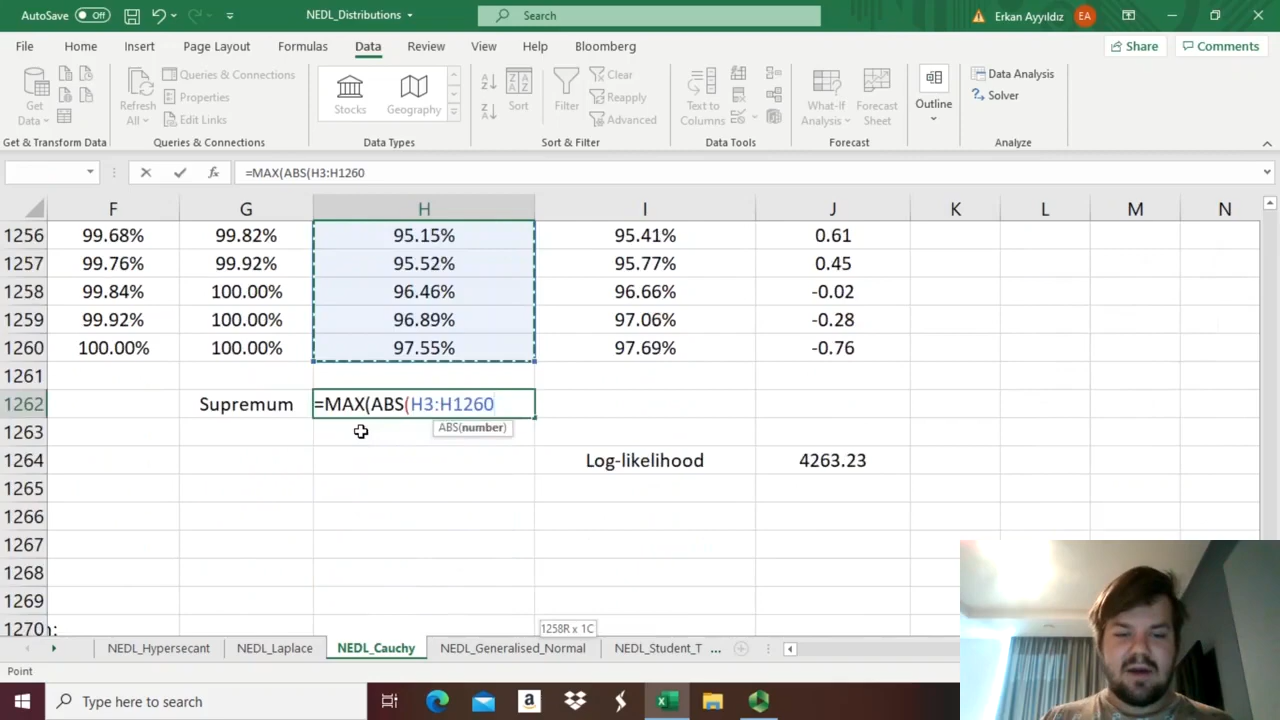 AutoSave Off NEDL_Distributions Search Erkan Ayyıldız EA
File Home Insert Page Layout Formulas Data Review View Help Bloomberg Share Comments
Get Data Refresh All Queries & Connections Properties Edit Links Stocks Geography Sort Filter Clear Reapply Advanced Text to Columns What-If Analysis Forecast Sheet Outline Data Analysis Solver
Get & Transform Data Queries & Connections Data Types Sort & Filter Data Tools Forecast Analyze
fx =MAX(ABS(H3:H1260
F G H I J K L M N
1256 99.68% 99.82% 95.15% 95.41% 0.61
1257 99.76% 99.92% 95.52% 95.77% 0.45
1258 99.84% 100.00% 96.46% 96.66% -0.02
1259 99.92% 100.00% 96.89% 97.06% -0.28
1260 100.00% 100.00% 97.55% 97.69% -0.76
1261
1262 Supremum =MAX(ABS(H3:H1260
1263 ABS(number)
1264 Log-likelihood 4263.23
1265
1266
1267
1268
1269
1270
1258R x 1C
NEDL_Hypersecant NEDL_Laplace NEDL_Cauchy NEDL_Generalised_Normal NEDL_Student_T ...
Point
Type here to search